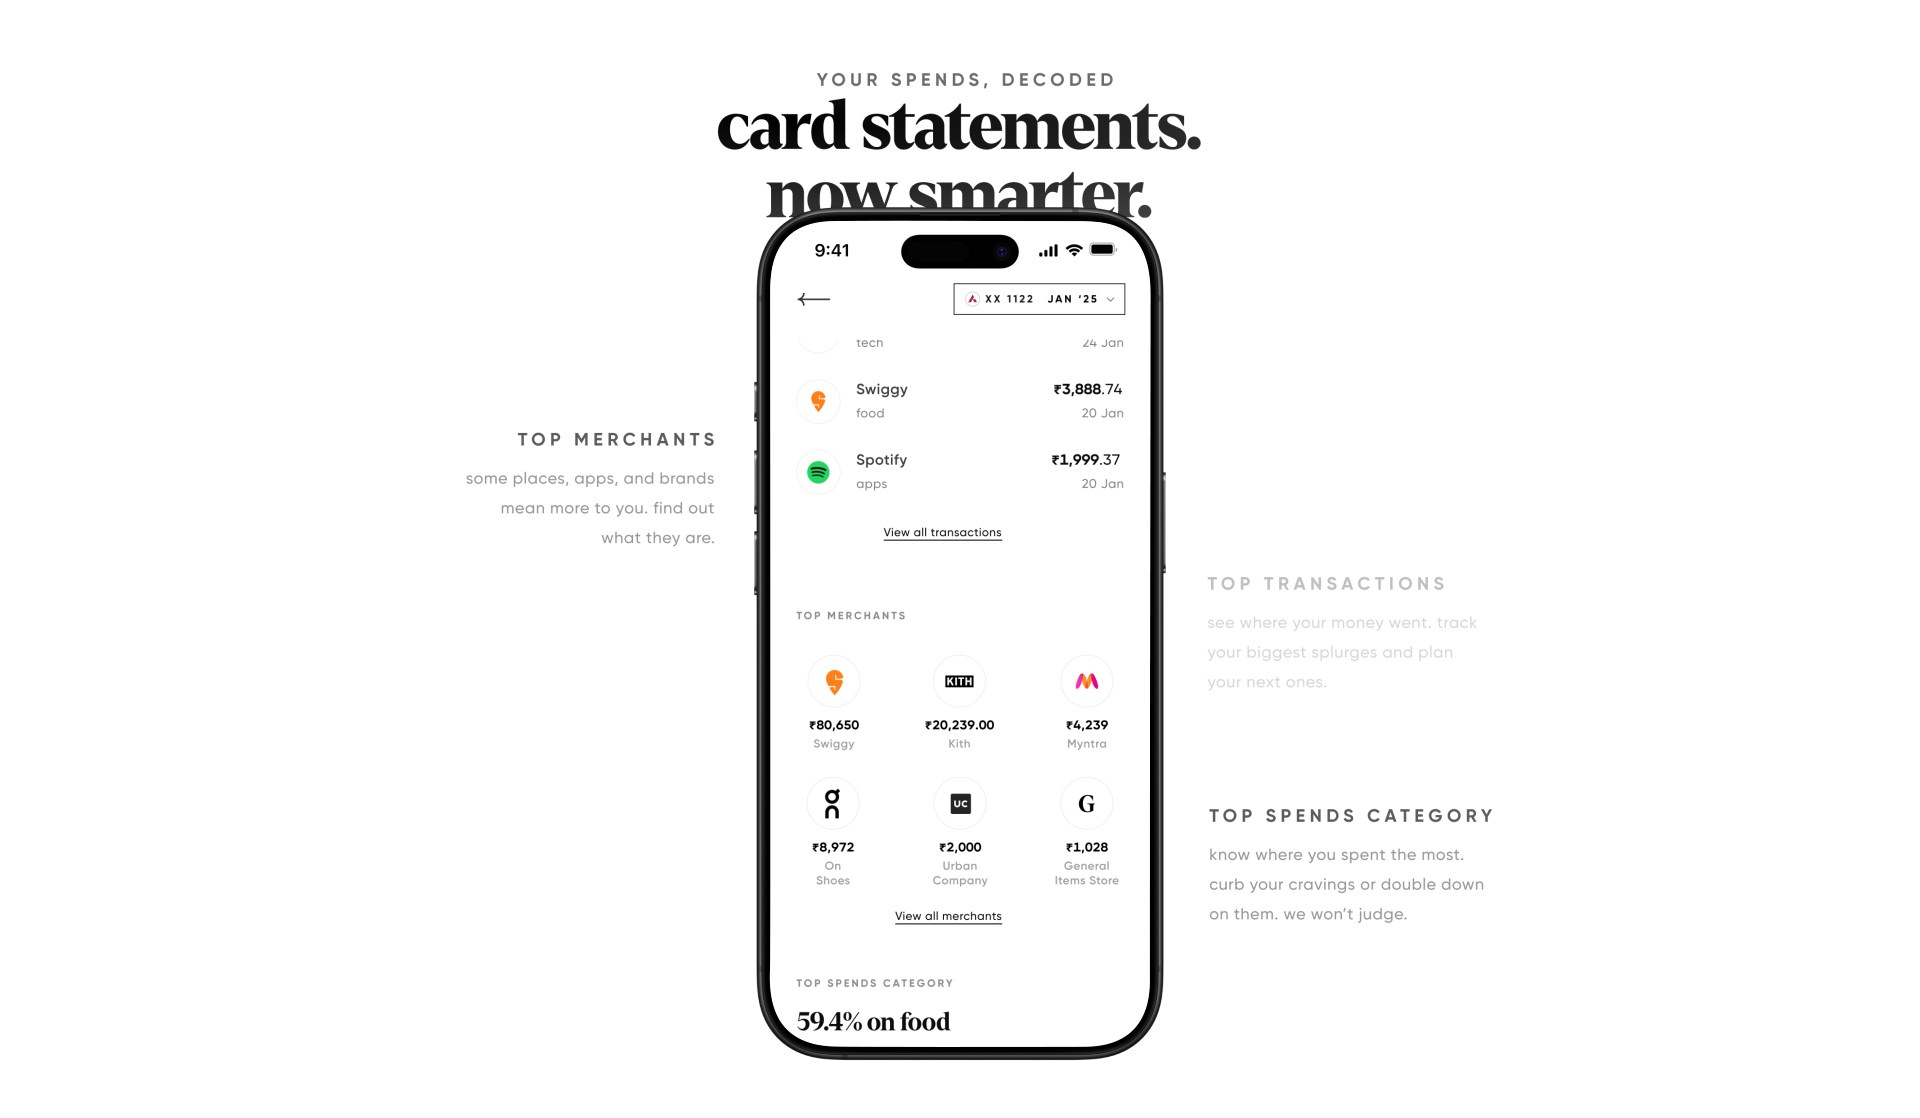 YOUR SPENDS, DECODED
card statements.
now smarter.
9:41
XX 1122 JAN '25
tech 24 Jan
Swiggy ₹3,888.74
food 20 Jan
Spotify ₹1,999.37
apps 20 Jan
View all transactions
TOP MERCHANTS
some places, apps, and brands
mean more to you. find out
what they are.
TOP TRANSACTIONS
see where your money went. track
your biggest splurges and plan
your next ones.
TOP MERCHANTS
KITH
₹80,650 ₹20,239.00 ₹4,239
Swiggy Kith Myntra
UC G
₹8,972 ₹2,000 ₹1,028
On Urban General
Shoes Company Items Store
View all merchants
TOP SPENDS CATEGORY
know where you spent the most.
curb your cravings or double down
on them. we won't judge.
TOP SPENDS CATEGORY
59.4% on food